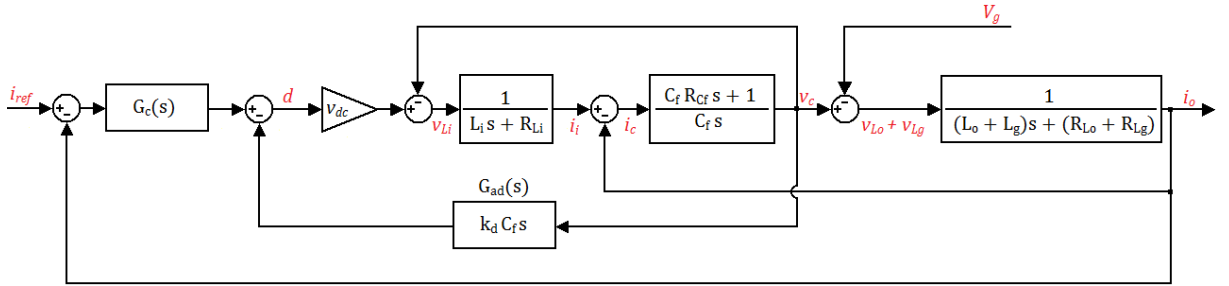 V_g
i_ref
+
-
G_c(s)
+
-
d
v_dc
-
+
v_Li
1
L_i s + R_Li
i_i
+
-
i_c
C_f R_Cf s + 1
C_f s
v_c
-
+
v_Lo + v_Lg
1
(L_o + L_g)s + (R_Lo + R_Lg)
i_o
G_ad(s)
k_d C_f s